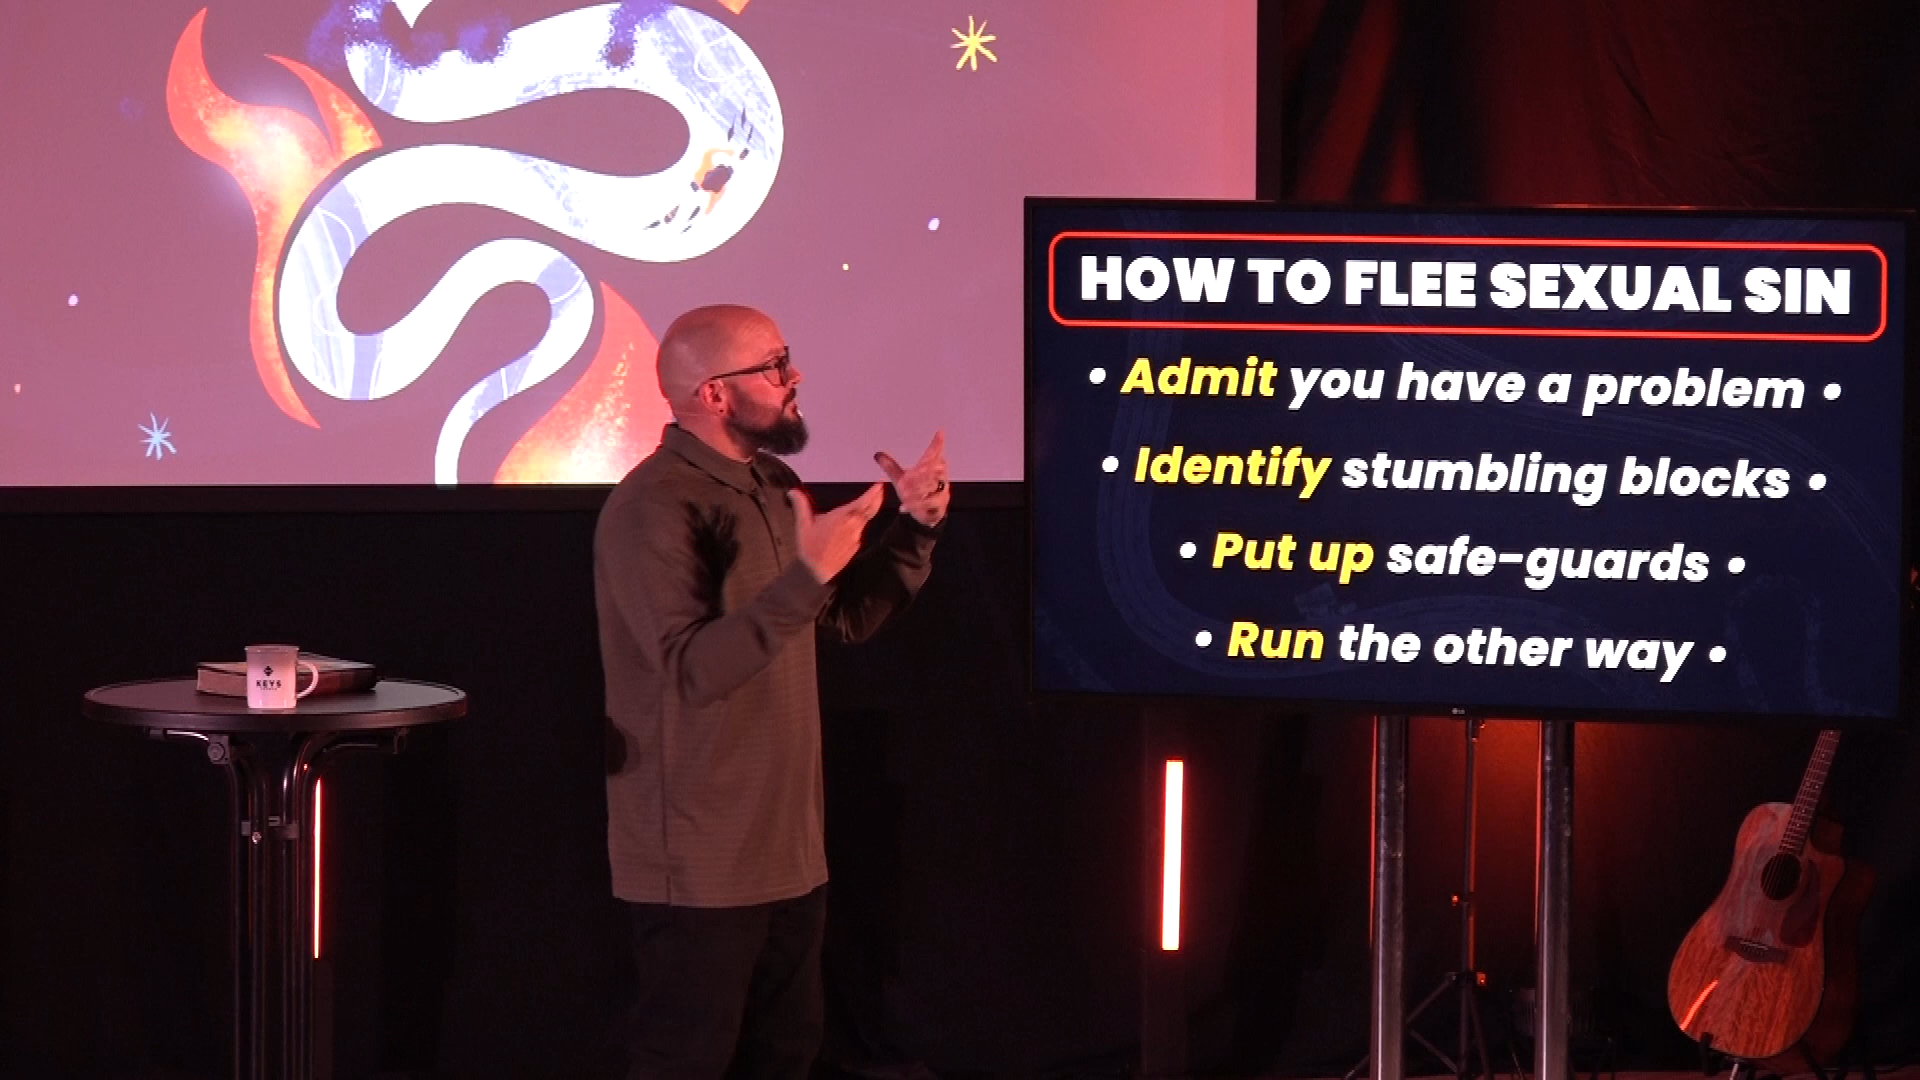 HOW TO FLEE SEXUAL SIN
• Admit you have a problem •
• Identify stumbling blocks •
• Put up safe-guards •
• Run the other way •
KEYS